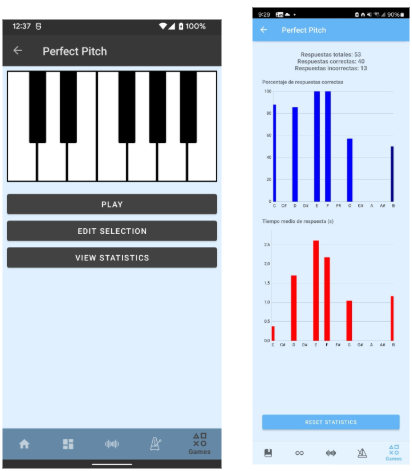 12:37
100%
Perfect Pitch
PLAY
EDIT SELECTION
VIEW STATISTICS
Games
9:29
90%
Perfect Pitch
Respuestas totales: 53
Respuestas correctas: 40
Respuestas incorrectas: 13
Porcentaje de respuestas correctas
100
80
60
40
20
0
C C# D D# E F F# G G# A A# B
Tiempo medio de respuesta (s)
2,5
2,0
1,5
1,0
0,5
0,0
C C# D D# E F F# G G# A A# B
RESET STATISTICS
Games